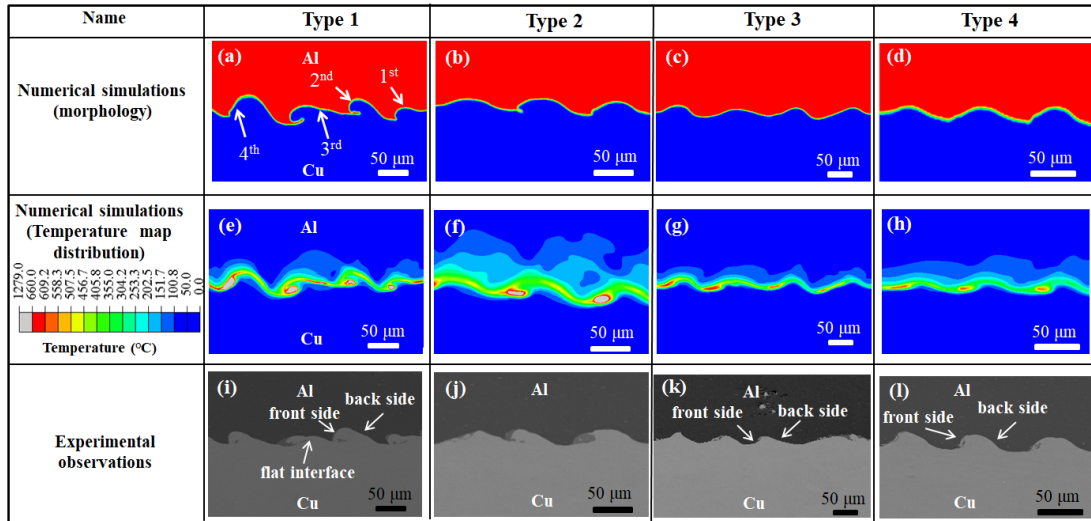 Name
Type 1
Type 2
Type 3
Type 4
Numerical simulations
(morphology)
(a)
Al
2nd
1st
4th
3rd
Cu
50 μm
(b)
50 μm
(c)
50 μm
(d)
50 μm
Numerical simulations
(Temperature map
distribution)
1279.0
660.0
609.2
558.3
507.5
456.7
405.8
355.0
304.2
253.3
202.5
151.7
100.8
50.0
0.0
Temperature (°C)
(e)
Al
Cu
50 μm
(f)
50 μm
(g)
50 μm
(h)
50 μm
Experimental
observations
(i)
Al
front side
back side
flat interface
Cu
50 μm
(j)
Al
Cu
50 μm
(k)
Al
front side
back side
Cu
50 μm
(l)
Al
front side
back side
Cu
50 μm